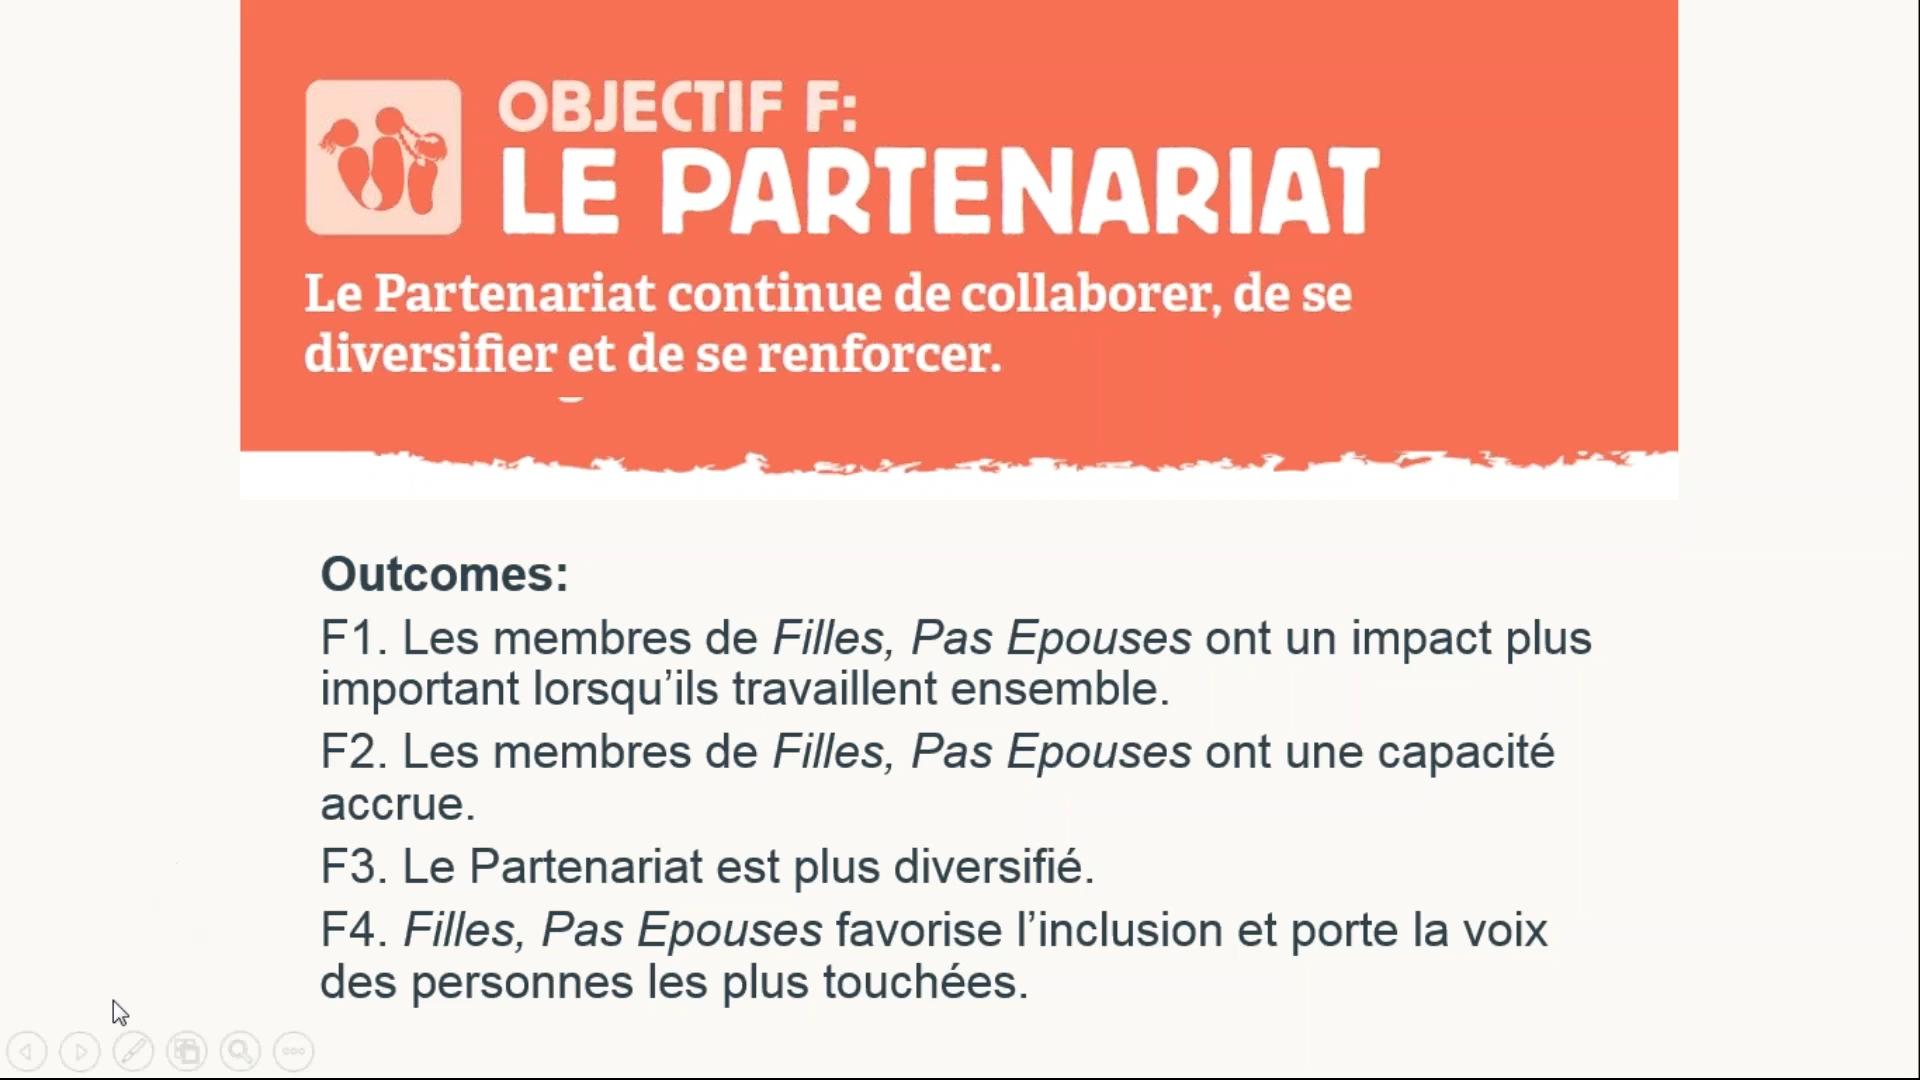 OBJECTIF F:
LE PARTENARIAT
Le Partenariat continue de collaborer, de se
diversifier et de se renforcer.
Outcomes:
F1. Les membres de Filles, Pas Epouses ont un impact plus
important lorsqu’ils travaillent ensemble.
F2. Les membres de Filles, Pas Epouses ont une capacité
accrue.
F3. Le Partenariat est plus diversifié.
F4. Filles, Pas Epouses favorise l’inclusion et porte la voix
des personnes les plus touchées.